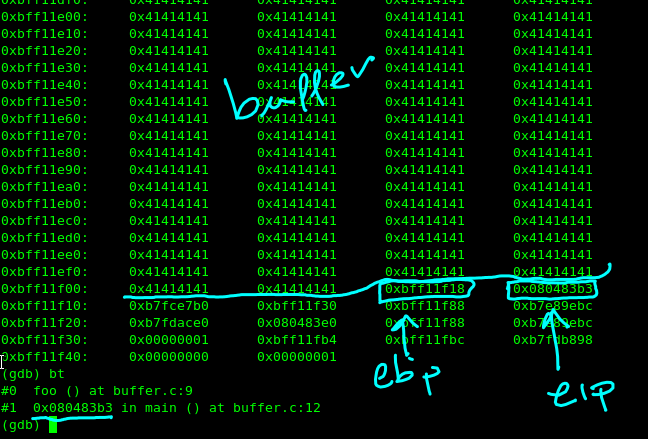 0xbff11e00: 0x41414141 0x41414141 0x41414141 0x41414141
0xbff11e10: 0x41414141 0x41414141 0x41414141 0x41414141
0xbff11e20: 0x41414141 0x41414141 0x41414141 0x41414141
0xbff11e30: 0x41414141 0x41414141 0x41414141 0x41414141
0xbff11e40: 0x41414141 0x41414141 0x41414141 0x41414141
buffer
0xbff11e50: 0x41414141 0x41414141 0x41414141 0x41414141
0xbff11e60: 0x41414141 0x41414141 0x41414141 0x41414141
0xbff11e70: 0x41414141 0x41414141 0x41414141 0x41414141
0xbff11e80: 0x41414141 0x41414141 0x41414141 0x41414141
0xbff11e90: 0x41414141 0x41414141 0x41414141 0x41414141
0xbff11ea0: 0x41414141 0x41414141 0x41414141 0x41414141
0xbff11eb0: 0x41414141 0x41414141 0x41414141 0x41414141
0xbff11ec0: 0x41414141 0x41414141 0x41414141 0x41414141
0xbff11ed0: 0x41414141 0x41414141 0x41414141 0x41414141
0xbff11ee0: 0x41414141 0x41414141 0x41414141 0x41414141
0xbff11ef0: 0x41414141 0x41414141 0x41414141 0x41414141
0xbff11f00: 0x41414141 0x41414141 0xbff11f18 0x080483b3
0xbff11f10: 0xb7fce7b0 0xbff11f30 0xbff11f88 0xb7e89ebc
0xbff11f20: 0xb7fdace0 0x080483e0 0xbff11f88 0xb7e89ebc
0xbff11f30: 0x00000001 0xbff11fb4 0xbff11fbc 0xb7fdb898
0xbff11f40: 0x00000000 0x00000001
ebp
eip
(gdb) bt
#0 foo () at buffer.c:9
#1 0x080483b3 in main () at buffer.c:12
(gdb)